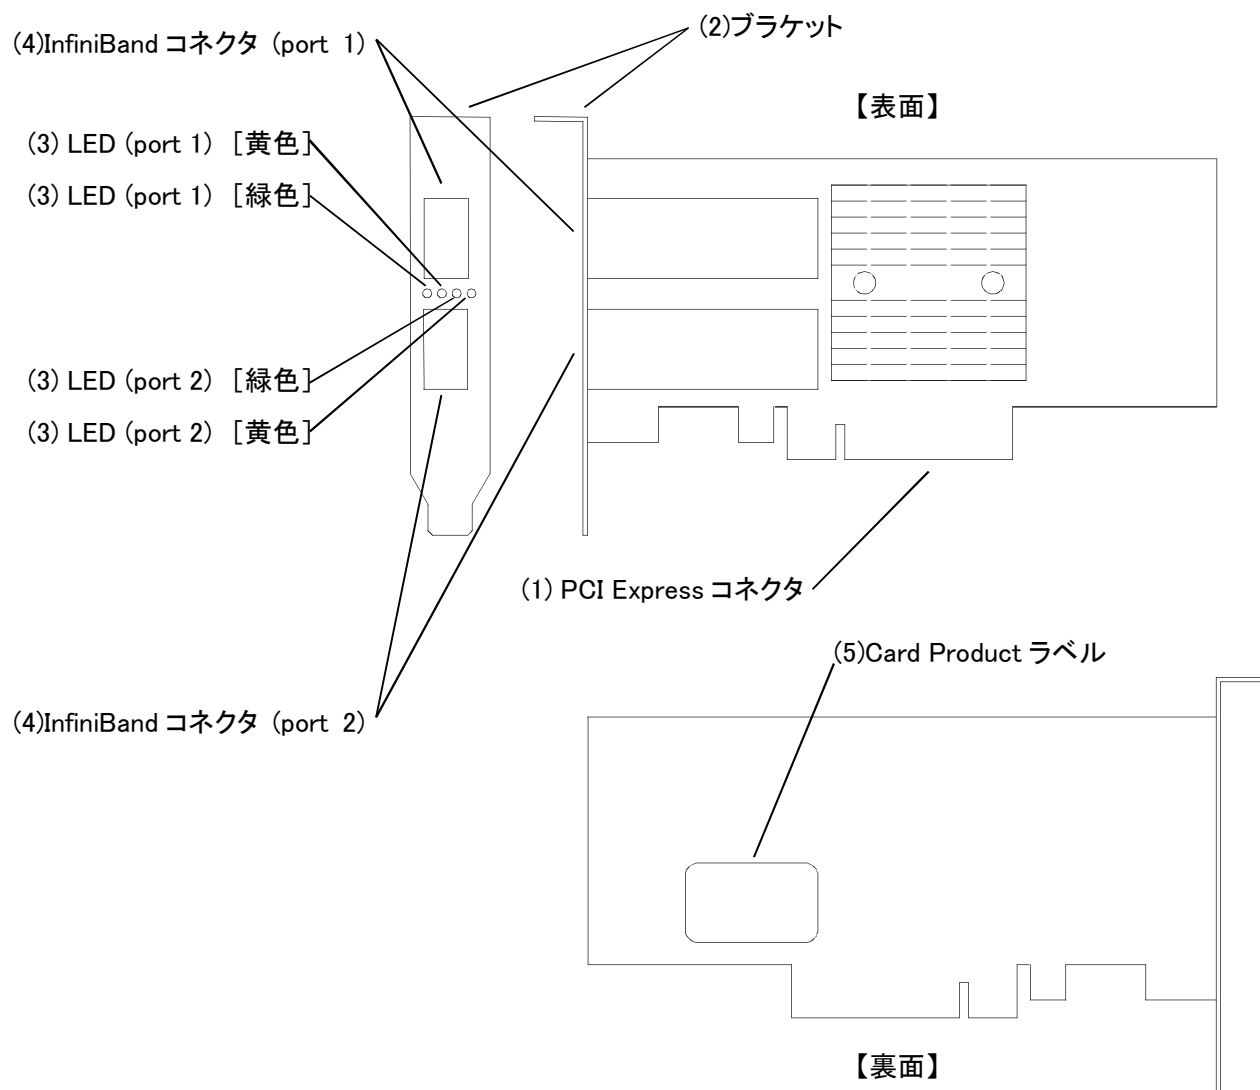 (2)ブラケット
(4)InfiniBand コネクタ (port 1)
【表面】
(3) LED (port 1) [黄色]
(3) LED (port 1) [緑色]
(3) LED (port 2) [緑色]
(3) LED (port 2) [黄色]
(1) PCI Express コネクタ
(5)Card Product ラベル
(4)InfiniBand コネクタ (port 2)
【裏面】